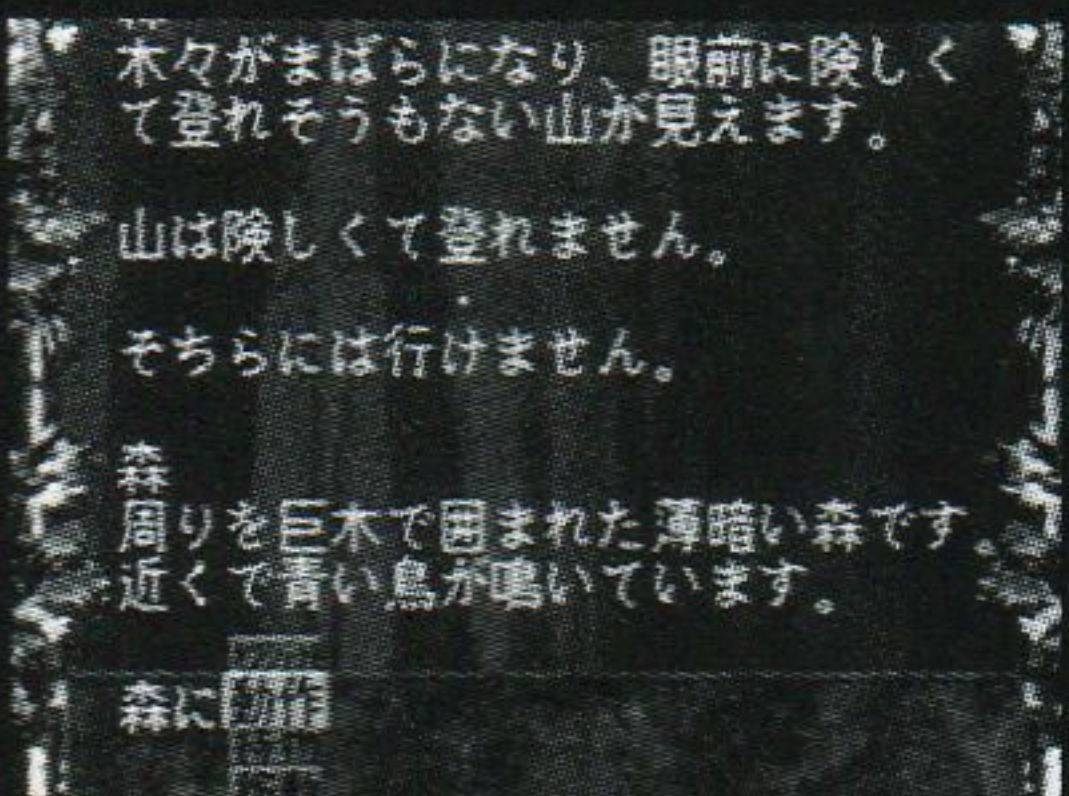 木々がまばらになり、眼前に険しく
て登れそうもない山が見えます。
山は険しくて登れません。
そちらには行けません。
森
周りを巨木で囲まれた薄暗い森です。
近くで青い鳥が鳴いています。
森に